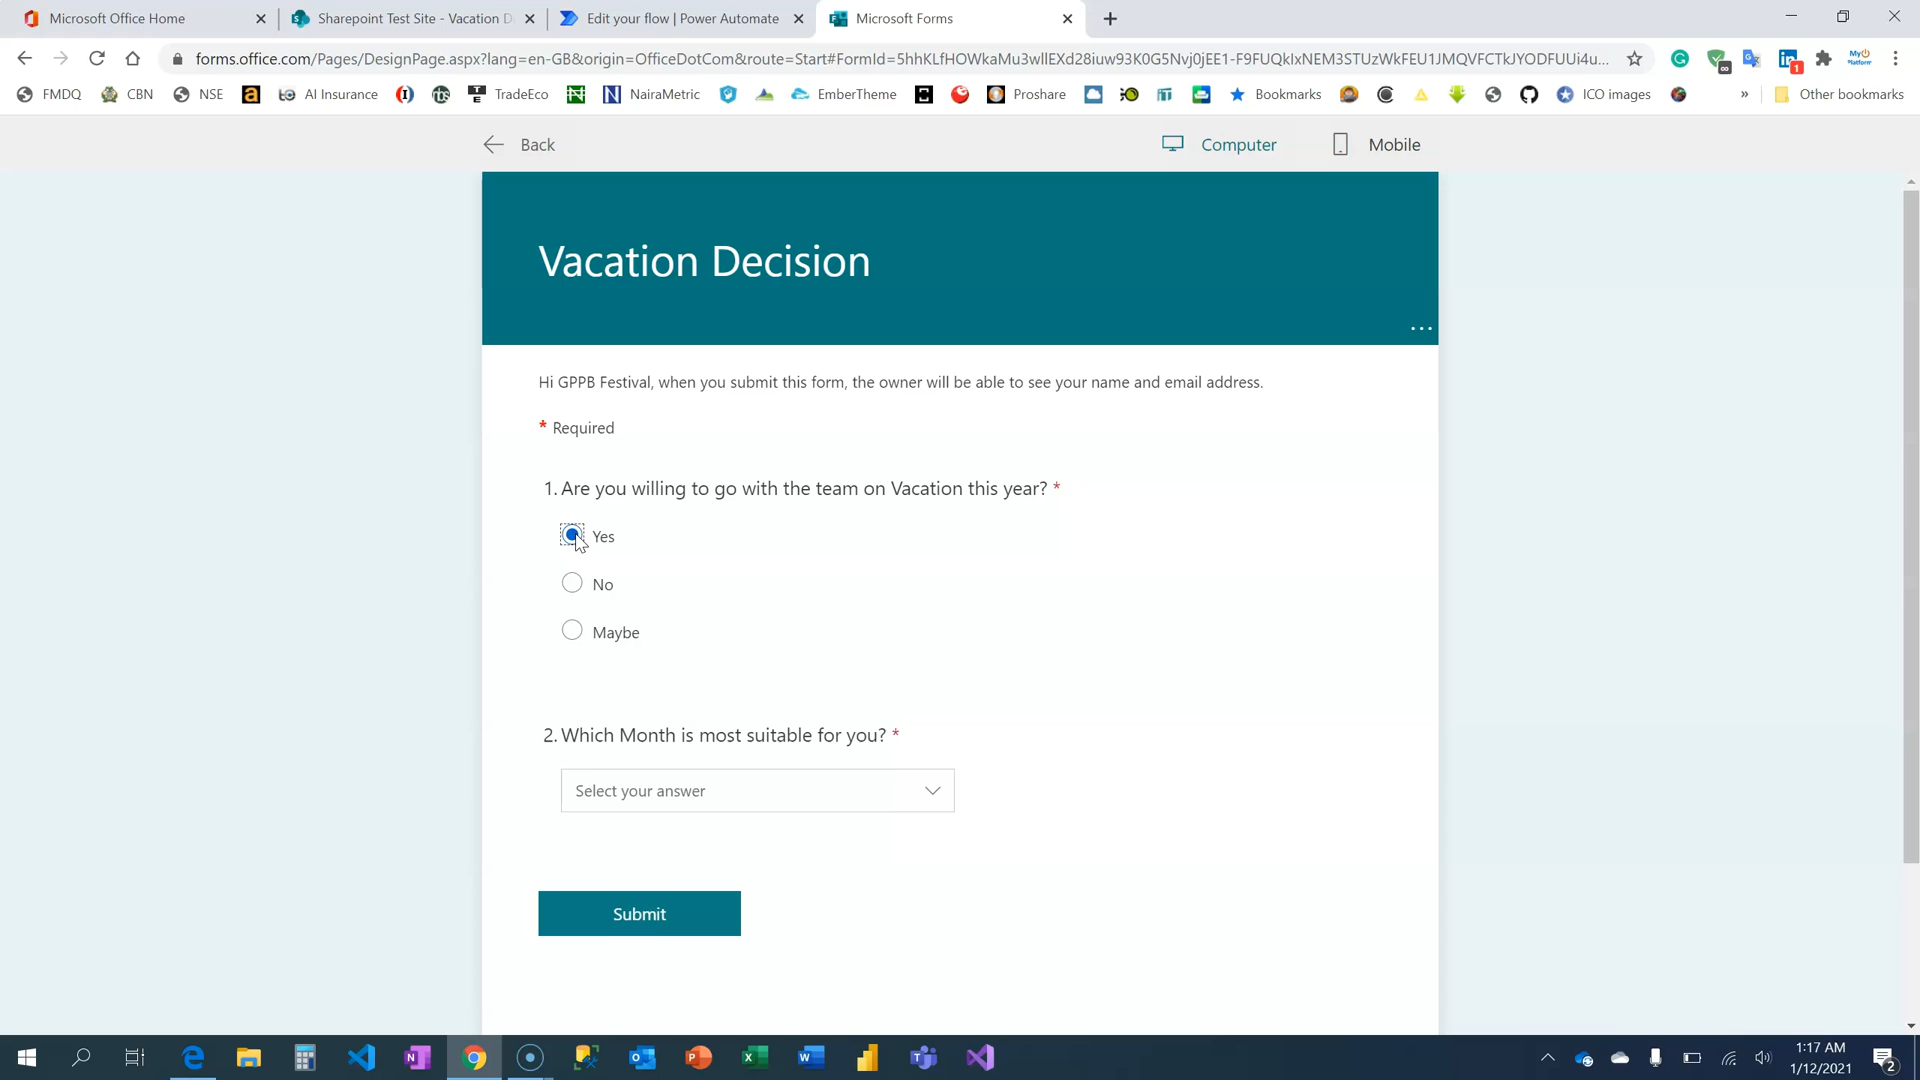 Microsoft Office Home
Sharepoint Test Site - Vacation D
Edit your flow | Power Automate
Microsoft Forms
forms.office.com/Pages/DesignPage.aspx?lang=en-GB&origin=OfficeDotCom&route=Start#FormId=5hhKLfHOWkaMu3wllEXd28iuw93K0G5Nvj0jEE1-F9FUQkIxNEM3STUzWkFEU1JMQVFCTkJYODFUUi4u...
FMDQ
CBN
NSE
AI Insurance
TradeEco
NairaMetric
EmberTheme
Proshare
Bookmarks
ICO images
»
Other bookmarks
Back
Computer
Mobile
Vacation Decision
...
Hi GPPB Festival, when you submit this form, the owner will be able to see your name and email address.
* Required
1. Are you willing to go with the team on Vacation this year? *
Yes
No
Maybe
2. Which Month is most suitable for you? *
Select your answer
Submit
1:17 AM
1/12/2021
2